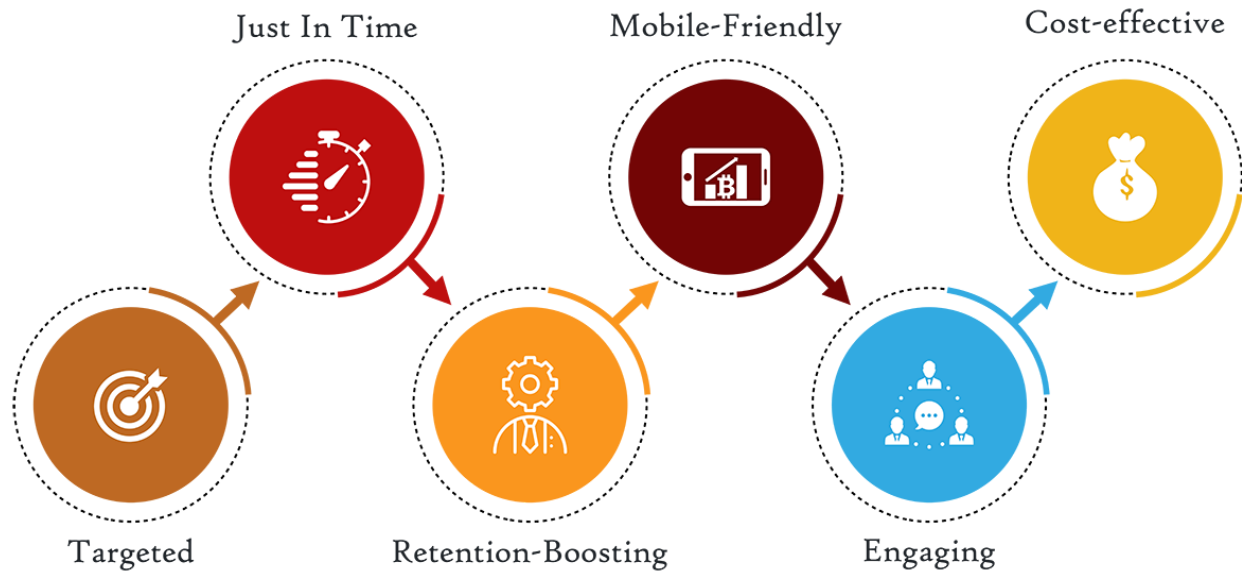 Just In Time
Mobile-Friendly
Cost-effective
Targeted
Retention-Boosting
Engaging